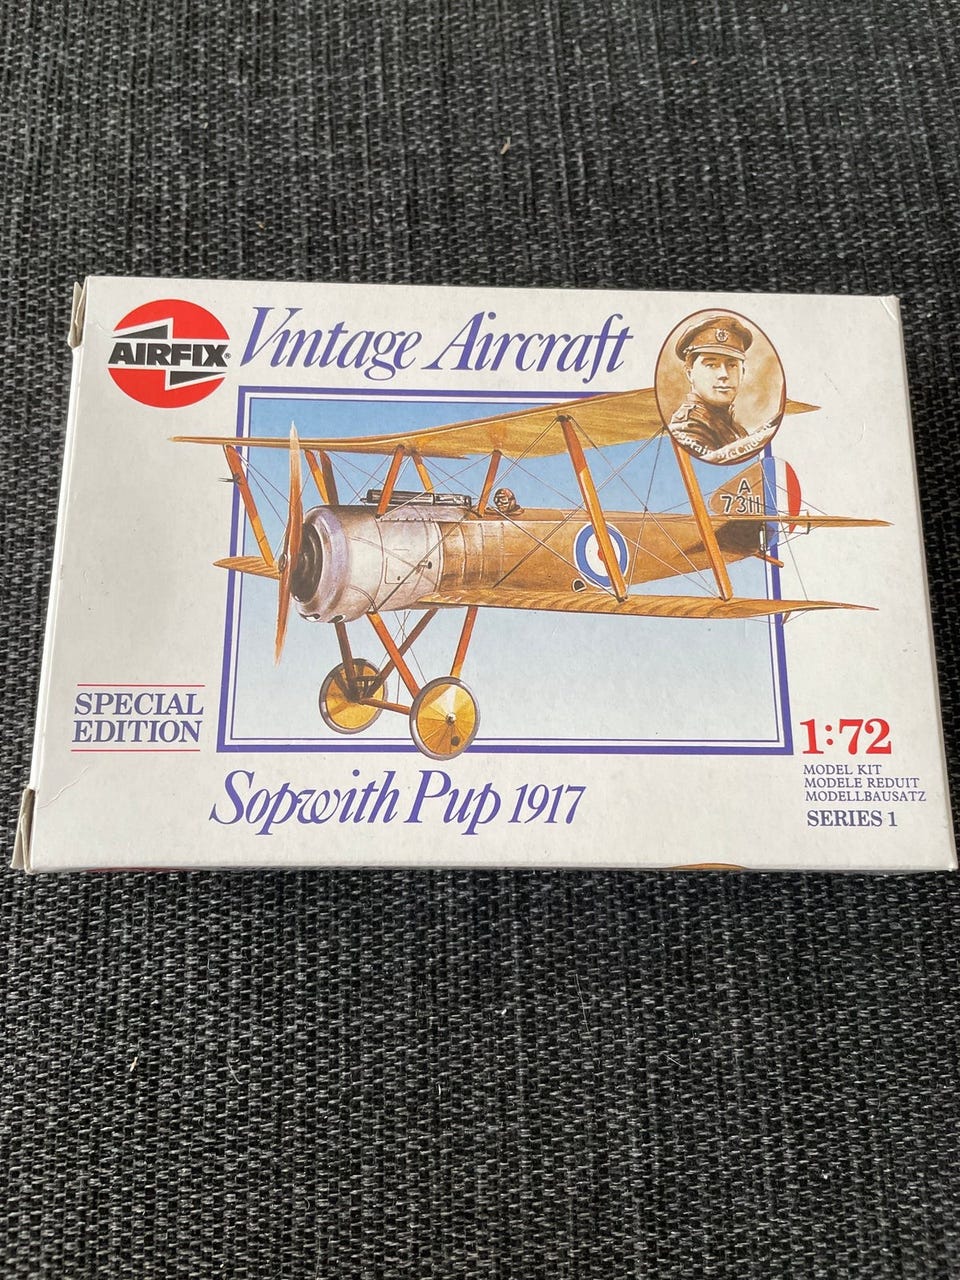 AIRFIX®
Vintage Aircraft
A
7311
SPECIAL
EDITION
1:72
MODEL KIT
MODELE REDUIT
MODELLBAUSATZ
SERIES 1
Sopwith Pup 1917